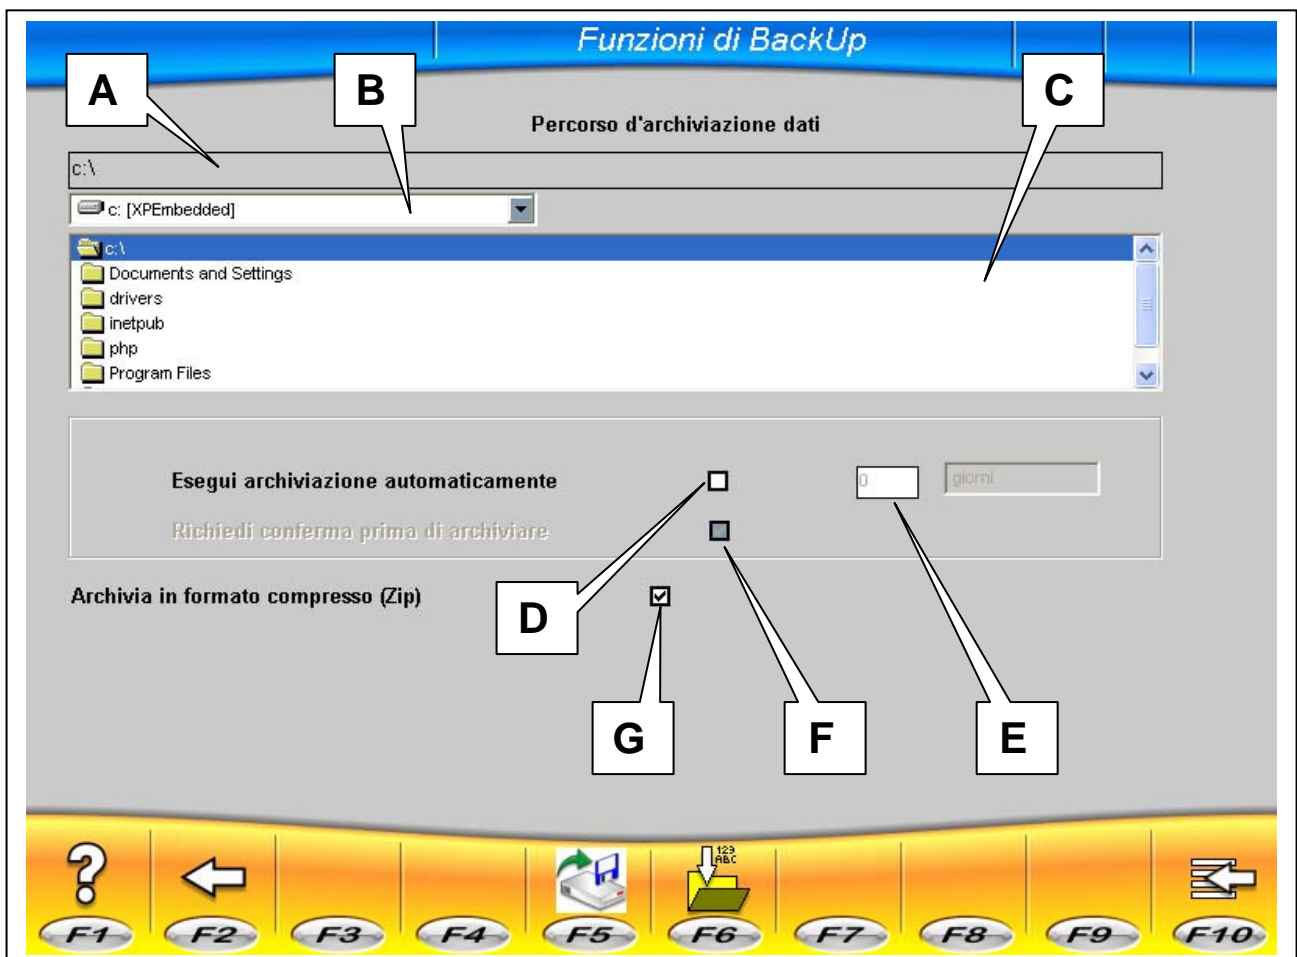 Funzioni di BackUp
A
B
C
Percorso d'archiviazione dati
c:\
c: [XPEmbedded]
c:\
Documents and Settings
drivers
inetpub
php
Program Files
Esegui archiviazione automaticamente
0
giorni
Richiedi conferma prima di archiviare
Archivia in formato compresso (Zip)
D
G
F
E
?
123
ABC
F1
F2
F3
F4
F5
F6
F7
F8
F9
F10